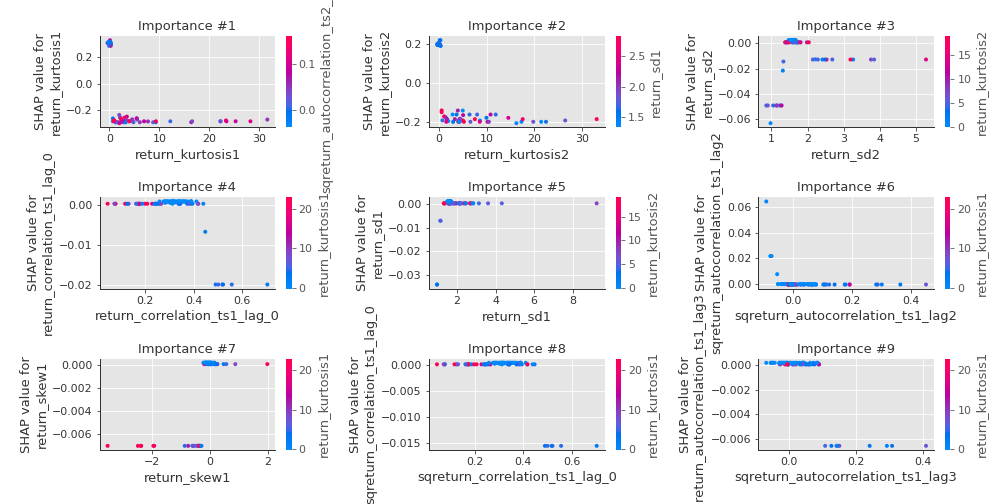 Importance #1
SHAP value for
return_kurtosis1
0.2
0.0
−0.2
0
10
20
30
return_kurtosis1
0.1
0.0
sqreturn_autocorrelation_ts2_
Importance #2
SHAP value for
return_kurtosis2
0.2
0.0
−0.2
0
10
20
30
return_kurtosis2
2.5
2.0
1.5
return_sd1
Importance #3
SHAP value for
return_sd2
0.00
−0.02
−0.04
−0.06
1
2
3
4
5
return_sd2
15
10
5
0
return_kurtosis2
Importance #4
SHAP value for
return_correlation_ts1_lag_0
0.00
−0.01
−0.02
0.2
0.4
0.6
return_correlation_ts1_lag_0
20
10
0
return_kurtosis1
Importance #5
SHAP value for
return_sd1
0.00
−0.01
−0.02
−0.03
2
4
6
8
return_sd1
15
10
5
0
return_kurtosis2
Importance #6
SHAP value for
sqreturn_autocorrelation_ts1_lag2
0.06
0.04
0.02
0.00
0.0
0.2
0.4
sqreturn_autocorrelation_ts1_lag2
20
10
0
return_kurtosis1
Importance #7
SHAP value for
return_skew1
0.000
−0.002
−0.004
−0.006
−2
0
2
return_skew1
20
10
0
return_kurtosis1
Importance #8
SHAP value for
sqreturn_correlation_ts1_lag_0
0.000
−0.005
−0.010
−0.015
0.2
0.4
0.6
sqreturn_correlation_ts1_lag_0
20
10
0
return_kurtosis1
Importance #9
SHAP value for
return_autocorrelation_ts1_lag3
0.000
−0.002
−0.004
−0.006
0.0
0.2
0.4
sqreturn_autocorrelation_ts1_lag3
20
10
0
return_kurtosis1